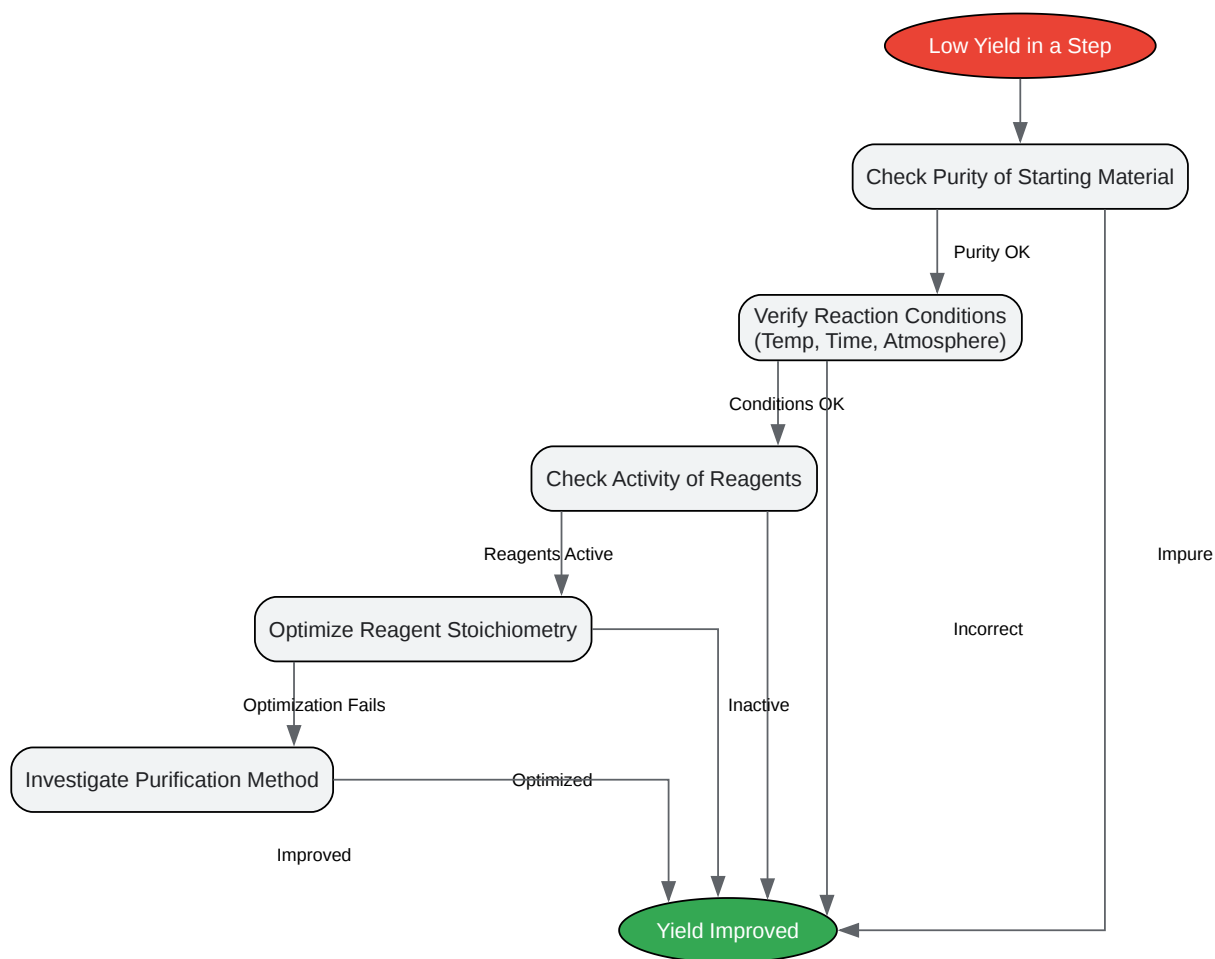 Low Yield in a Step
Check Purity of Starting Material
Purity OK
Verify Reaction Conditions
(Temp, Time, Atmosphere)
Conditions OK
Check Activity of Reagents
Reagents Active
Impure
Optimize Reagent Stoichiometry
Incorrect
Optimization Fails
Inactive
Investigate Purification Method
Optimized
Improved
Yield Improved